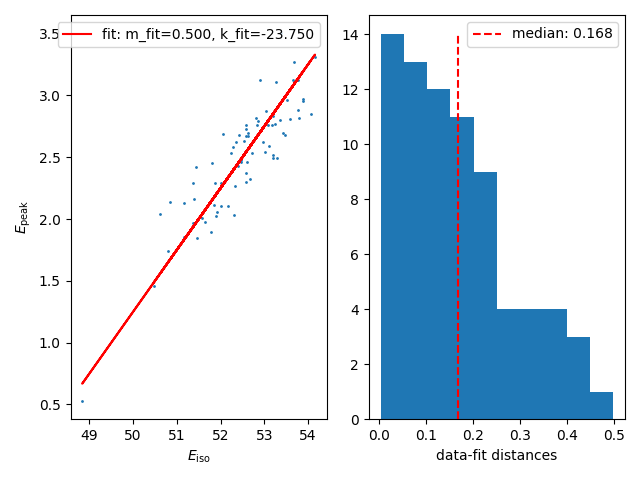 fit: m_fit=0.500, k_fit=-23.750
3.5
3.0
2.5
2.0
1.5
1.0
0.5
E_peak
49 50 51 52 53 54
E_iso
median: 0.168
14
12
10
8
6
4
2
0
0.0 0.1 0.2 0.3 0.4 0.5
data-fit distances